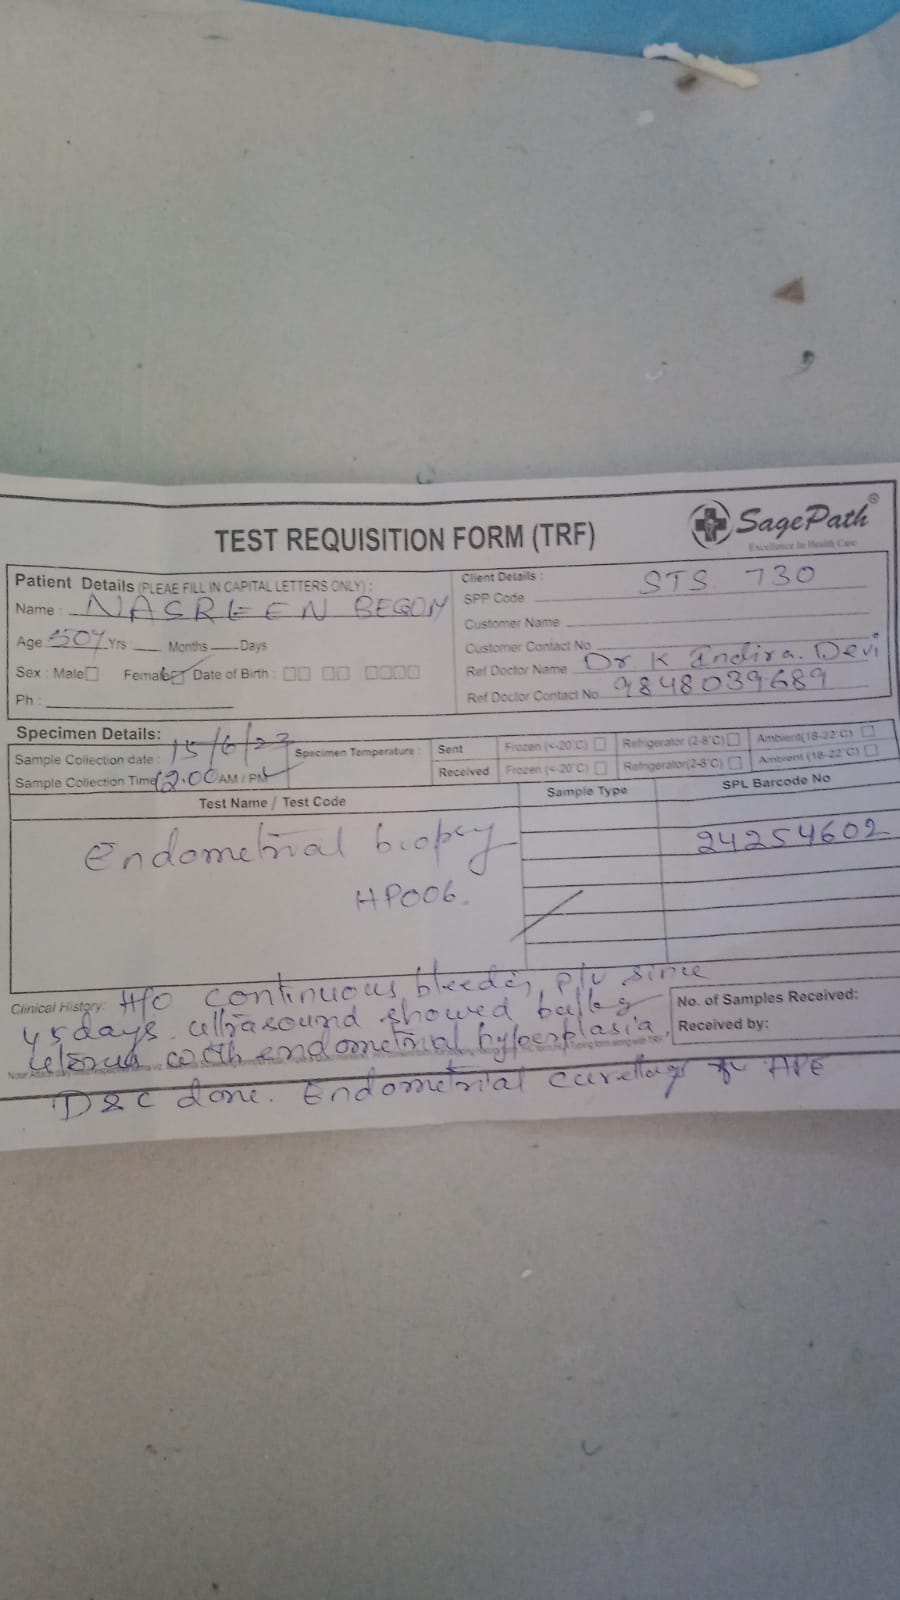 TEST REQUISITION FORM (TRF)
SagePath®
Excellence In Health Care
Patient Details (PLEAE FILL IN CAPITAL LETTERS ONLY) :
Name : NASREEN BEGOM
Age 50Y Yrs Months Days
Sex : Male Female Date of Birth :
Ph :
Client Details :
SPP Code STS 730
Customer Name
Customer Contact No
Ref Doctor Name Dr. K Indira. Devi
Ref Doctor Contact No. 9848039689
Specimen Details:
Sample Collection date : 15/6/23
Sample Collection Time 12.00 AM / PM
Specimen Temperature :
Sent Frozen (<-20°C) Refrigerator (2-8°C) Ambient (18-22°C)
Received Frozen (<-20°C) Refrigerator (2-8°C) Ambient (18-22°C)
Test Name / Test Code Sample Type SPL Barcode No
Endometrial biopsy 24254602
HP006.
Clinical History: H/o continuous bleeding p/v since
45 days. ultrasound showed bulky
uterus with endometrial hyperplasia,
D&C done. Endometrial curettage for HPE
No. of Samples Received:
Received by: